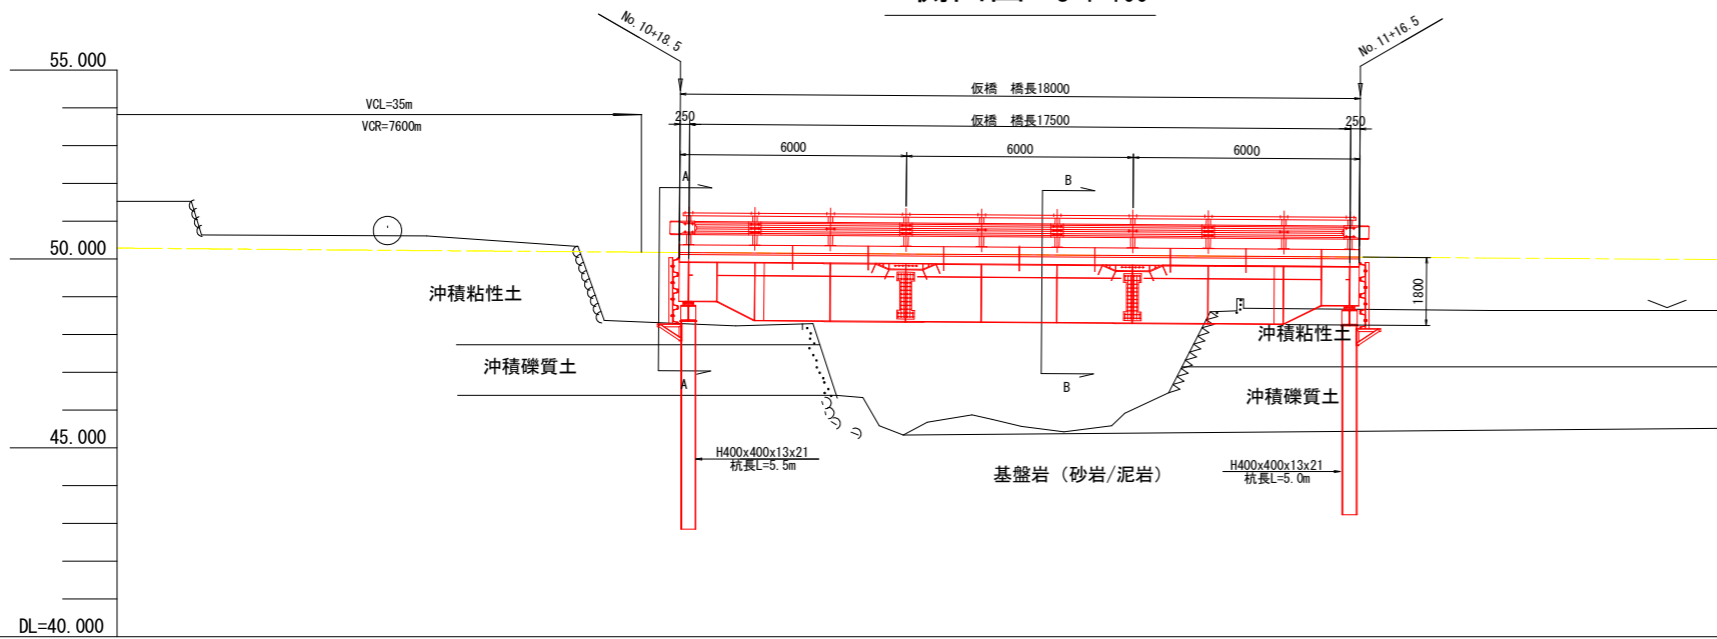 No.10+18.5
No.11+16.5
55.000
仮橋 橋長18000
VCL=35m
VCR=7600m
250
仮橋 橋長17500
250
6000
6000
6000
A
B
50.000
沖積粘性土
1800
沖積粘性土
沖積礫質土
A
B
沖積礫質土
45.000
H400x400x13x21
杭長L=5.5m
基盤岩（砂岩/泥岩）
H400x400x13x21
杭長L=5.0m
DL=40.000